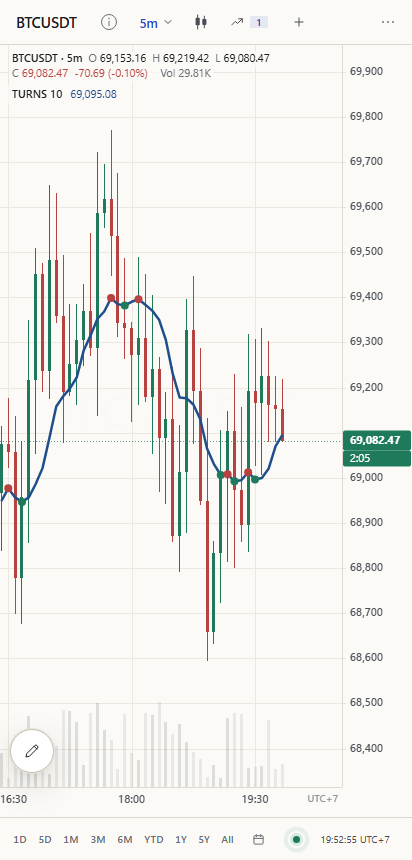 BTCUSDT 5m 1
BTCUSDT · 5m O 69,153.16 H 69,219.42 L 69,080.47
C 69,082.47 -70.69 (-0.10%) Vol 29.81K
TURNS 10 69,095.08
69,900
69,800
69,700
69,600
69,500
69,400
69,300
69,200
69,082.47
2:05
69,000
68,900
68,800
68,700
68,600
68,500
68,400
16:30 18:00 19:30 UTC+7
1D 5D 1M 3M 6M YTD 1Y 5Y All 19:52:55 UTC+7